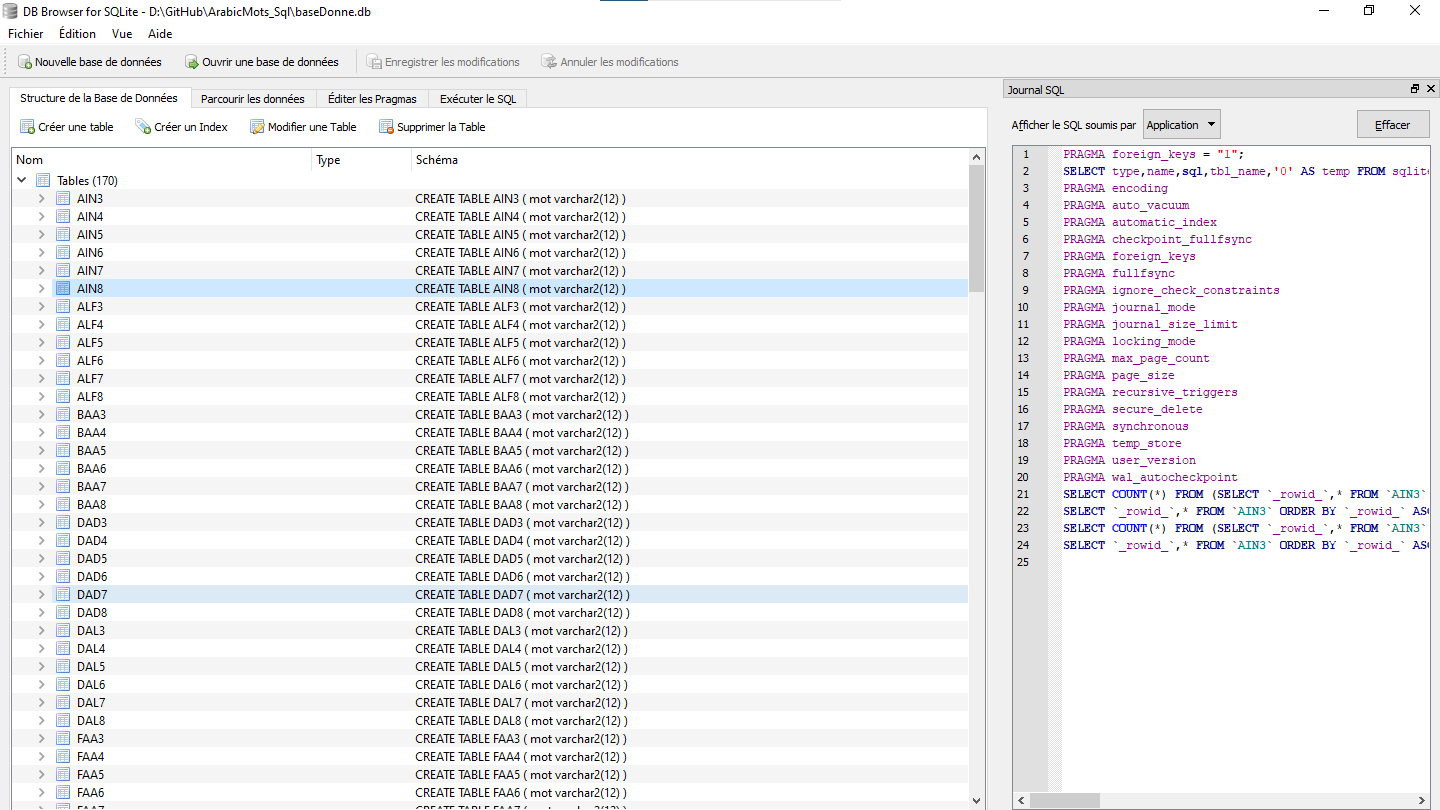 DB Browser for SQLite - D:\GitHub\ArabicMots_Sql\baseDonne.db
Fichier Édition Vue Aide
Nouvelle base de données Ouvrir une base de données Enregistrer les modifications Annuler les modifications
Structure de la Base de Données Parcourir les données Éditer les Pragmas Exécuter le SQL
Créer une table Créer un Index Modifier une Table Supprimer la Table
Nom Type Schéma
Tables (170)
AIN3 CREATE TABLE AIN3 ( mot varchar2(12) )
AIN4 CREATE TABLE AIN4 ( mot varchar2(12) )
AIN5 CREATE TABLE AIN5 ( mot varchar2(12) )
AIN6 CREATE TABLE AIN6 ( mot varchar2(12) )
AIN7 CREATE TABLE AIN7 ( mot varchar2(12) )
AIN8 CREATE TABLE AIN8 ( mot varchar2(12) )
ALF3 CREATE TABLE ALF3 ( mot varchar2(12) )
ALF4 CREATE TABLE ALF4 ( mot varchar2(12) )
ALF5 CREATE TABLE ALF5 ( mot varchar2(12) )
ALF6 CREATE TABLE ALF6 ( mot varchar2(12) )
ALF7 CREATE TABLE ALF7 ( mot varchar2(12) )
ALF8 CREATE TABLE ALF8 ( mot varchar2(12) )
BAA3 CREATE TABLE BAA3 ( mot varchar2(12) )
BAA4 CREATE TABLE BAA4 ( mot varchar2(12) )
BAA5 CREATE TABLE BAA5 ( mot varchar2(12) )
BAA6 CREATE TABLE BAA6 ( mot varchar2(12) )
BAA7 CREATE TABLE BAA7 ( mot varchar2(12) )
BAA8 CREATE TABLE BAA8 ( mot varchar2(12) )
DAD3 CREATE TABLE DAD3 ( mot varchar2(12) )
DAD4 CREATE TABLE DAD4 ( mot varchar2(12) )
DAD5 CREATE TABLE DAD5 ( mot varchar2(12) )
DAD6 CREATE TABLE DAD6 ( mot varchar2(12) )
DAD7 CREATE TABLE DAD7 ( mot varchar2(12) )
DAD8 CREATE TABLE DAD8 ( mot varchar2(12) )
DAL3 CREATE TABLE DAL3 ( mot varchar2(12) )
DAL4 CREATE TABLE DAL4 ( mot varchar2(12) )
DAL5 CREATE TABLE DAL5 ( mot varchar2(12) )
DAL6 CREATE TABLE DAL6 ( mot varchar2(12) )
DAL7 CREATE TABLE DAL7 ( mot varchar2(12) )
DAL8 CREATE TABLE DAL8 ( mot varchar2(12) )
FAA3 CREATE TABLE FAA3 ( mot varchar2(12) )
FAA4 CREATE TABLE FAA4 ( mot varchar2(12) )
FAA5 CREATE TABLE FAA5 ( mot varchar2(12) )
FAA6 CREATE TABLE FAA6 ( mot varchar2(12) )
FAA7 CREATE TABLE FAA7 ( mot varchar2(12) )
Journal SQL
Afficher le SQL soumis par Application Effacer
1 PRAGMA foreign_keys = "1";
2 SELECT type,name,sql,tbl_name,'0' AS temp FROM sqlite
3 PRAGMA encoding
4 PRAGMA auto_vacuum
5 PRAGMA automatic_index
6 PRAGMA checkpoint_fullfsync
7 PRAGMA foreign_keys
8 PRAGMA fullfsync
9 PRAGMA ignore_check_constraints
10 PRAGMA journal_mode
11 PRAGMA journal_size_limit
12 PRAGMA locking_mode
13 PRAGMA max_page_count
14 PRAGMA page_size
15 PRAGMA recursive_triggers
16 PRAGMA secure_delete
17 PRAGMA synchronous
18 PRAGMA temp_store
19 PRAGMA user_version
20 PRAGMA wal_autocheckpoint
21 SELECT COUNT(*) FROM (SELECT `_rowid_`,* FROM `AIN3`
22 SELECT `_rowid_`,* FROM `AIN3` ORDER BY `_rowid_` ASC
23 SELECT COUNT(*) FROM (SELECT `_rowid_`,* FROM `AIN3`
24 SELECT `_rowid_`,* FROM `AIN3` ORDER BY `_rowid_` ASC
25